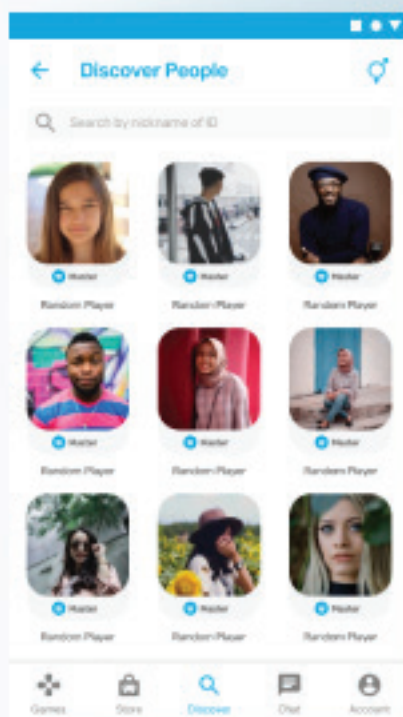 Discover People
Search by nickname of ID
Master Master Master
Random Player Random Player Random Player
Master Master Master
Random Player Random Player Random Player
Master Master Master
Random Player Random Player Random Player
Games Store Discover Chat Account